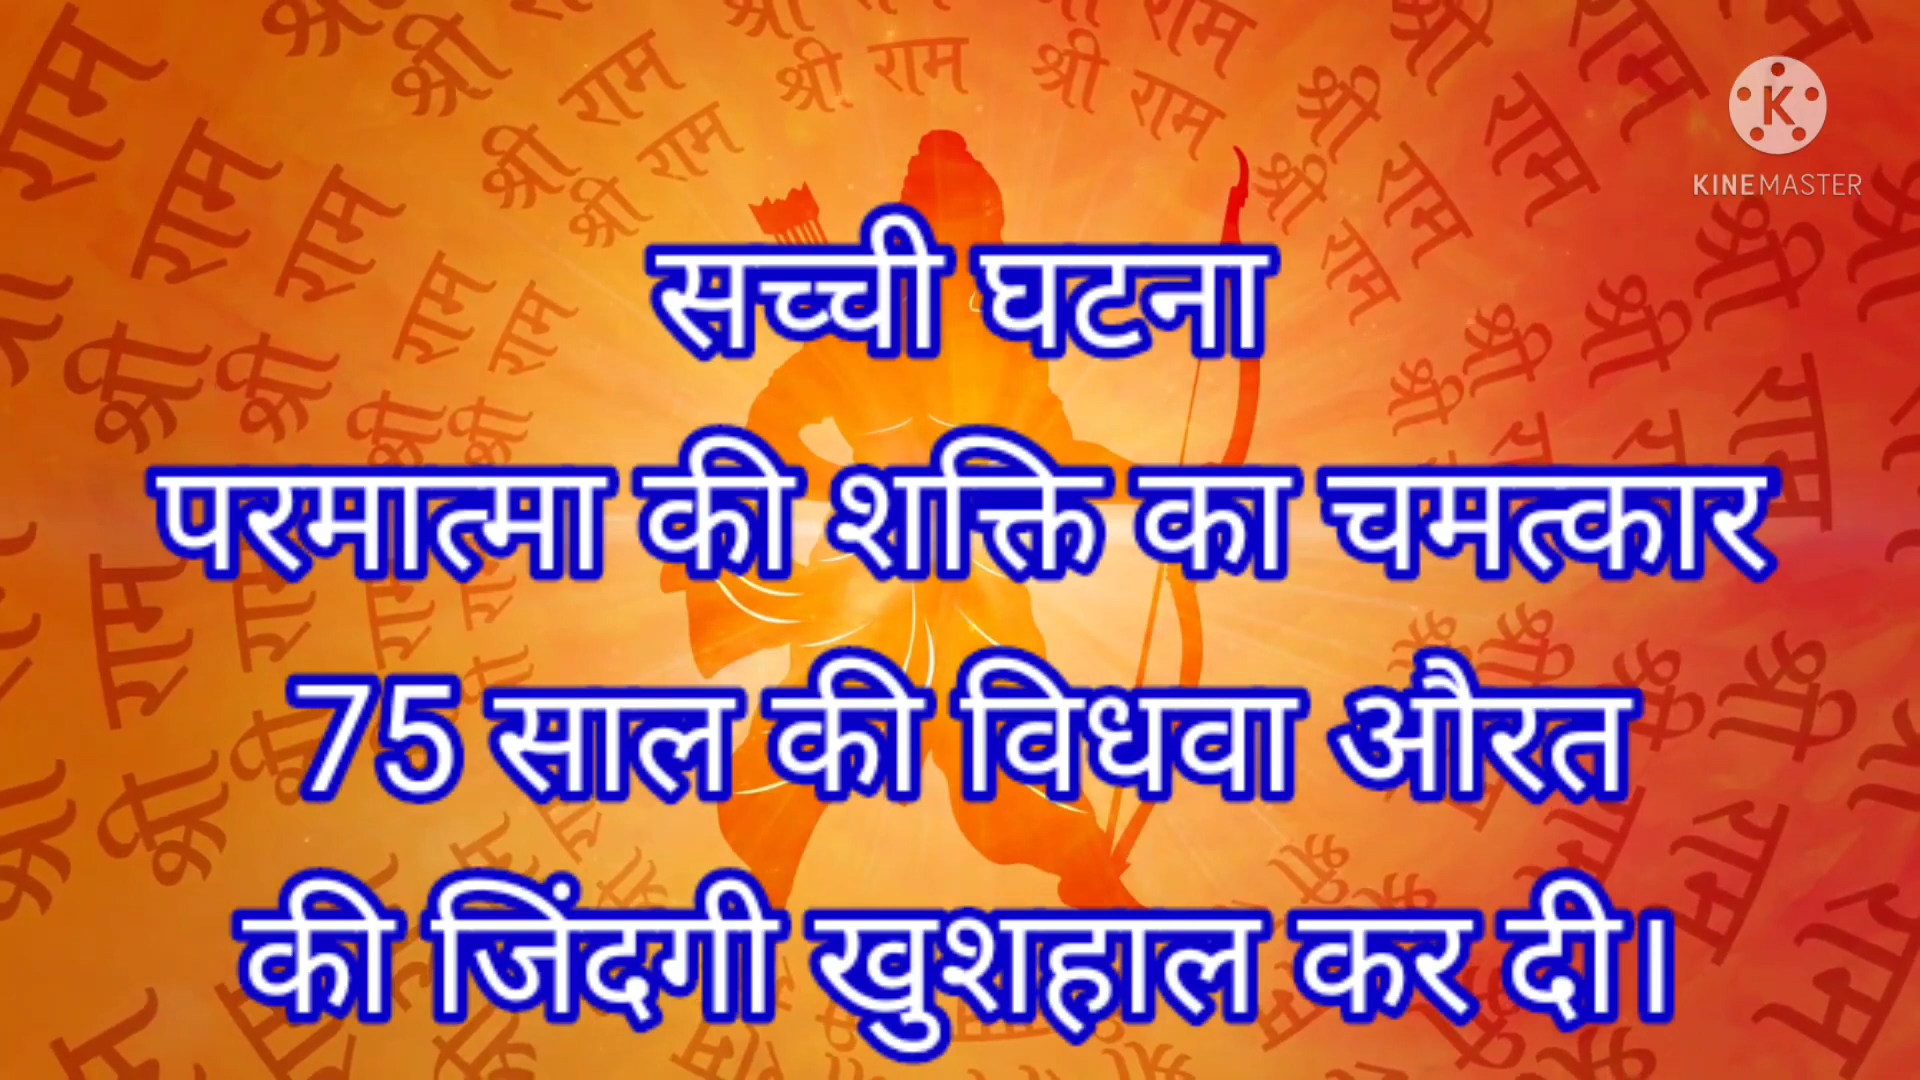 सच्ची घटना
परमात्मा की शक्ति का चमत्कार
75 साल की विधवा औरत
की जिंदगी खुशहाल कर दी।
K
KINEMASTER
श्री राम श्री राम